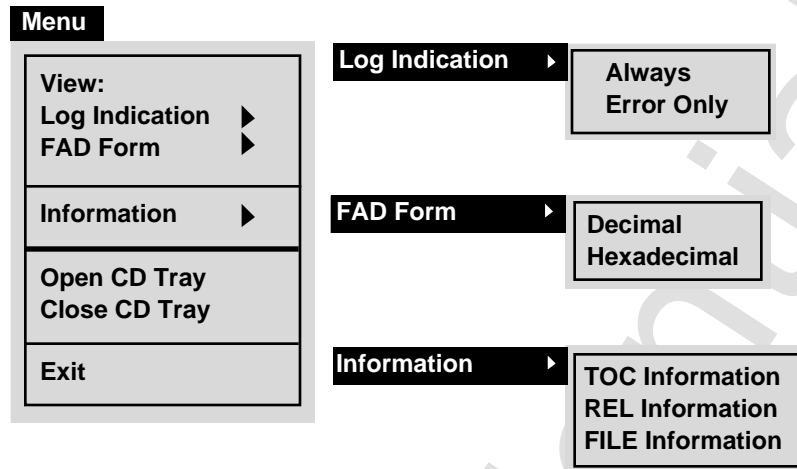 Menu
View:
Log Indication
FAD Form
Information
Open CD Tray
Close CD Tray
Exit
Log Indication
Always
Error Only
FAD Form
Decimal
Hexadecimal
Information
TOC Information
REL Information
FILE Information